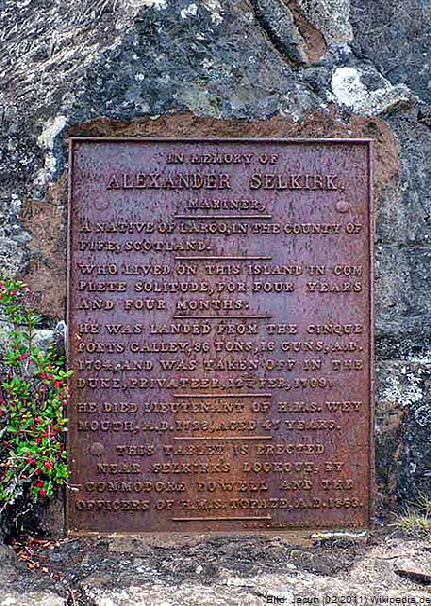 IN MEMORY OF
ALEXANDER SELKIRK,
MARINER,
A NATIVE OF LARGO, IN THE COUNTY OF
FIFE, SCOTLAND.
WHO LIVED ON THIS ISLAND IN COM
PLETE SOLITUDE, FOR FOUR YEARS
AND FOUR MONTHS.
HE WAS LANDED FROM THE CINQUE
PORTS GALLEY, 96 TONS, 16 GUNS, A.D.
1704, AND WAS TAKEN OFF IN THE
DUKE, PRIVATEER, 12TH FEB, 1709.
HE DIED LIEUTENANT OF H.M.S. WEY
MOUTH, A.D. 1723, AGED 47 YEARS.
THIS TABLET IS ERECTED
NEAR SELKIRKS LOOKOUT, BY
COMMODORE POWELL AND THE
OFFICERS OF H.M.S. TOPAZE. A.D. 1868.
Bild: Jacyn (02.2011) Wikipedia.de